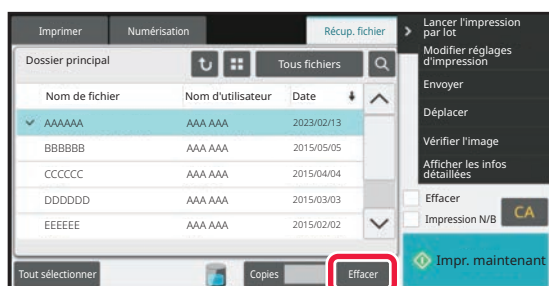 Imprimer Numérisation Récup. fichier
Dossier principal Tous fichiers
Nom de fichier Nom d'utilisateur Date
AAAAAA AAA AAA 2023/02/13
BBBBBB AAA AAA 2015/05/05
CCCCCC AAA AAA 2015/04/04
DDDDDD AAA AAA 2015/03/03
EEEEEE AAA AAA 2015/02/02
Tout sélectionner Copies Effacer
Lancer l'impression
par lot
Modifier réglages
d'impression
Envoyer
Déplacer
Vérifier l'image
Afficher les infos
détaillées
Effacer
Impression N/B
CA
Impr. maintenant